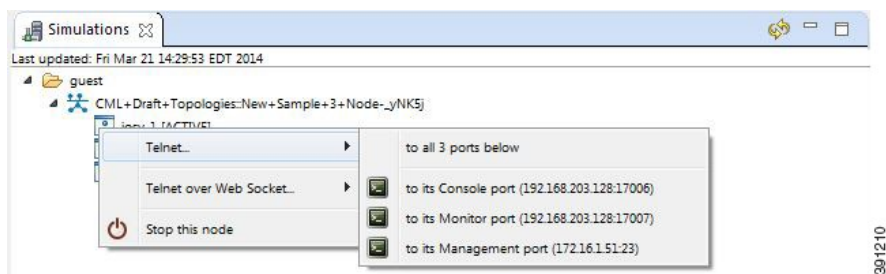 Simulations
Last updated: Fri Mar 21 14:29:53 EDT 2014
guest
CML+Draft+Topologies::New+Sample+3+Node-_yNK5j
iosv-1 [ACTIVE]
Telnet...
to all 3 ports below
Telnet over Web Socket...
to its Console port (192.168.203.128:17006)
to its Monitor port (192.168.203.128:17007)
Stop this node
to its Management port (172.16.1.51:23)
391210